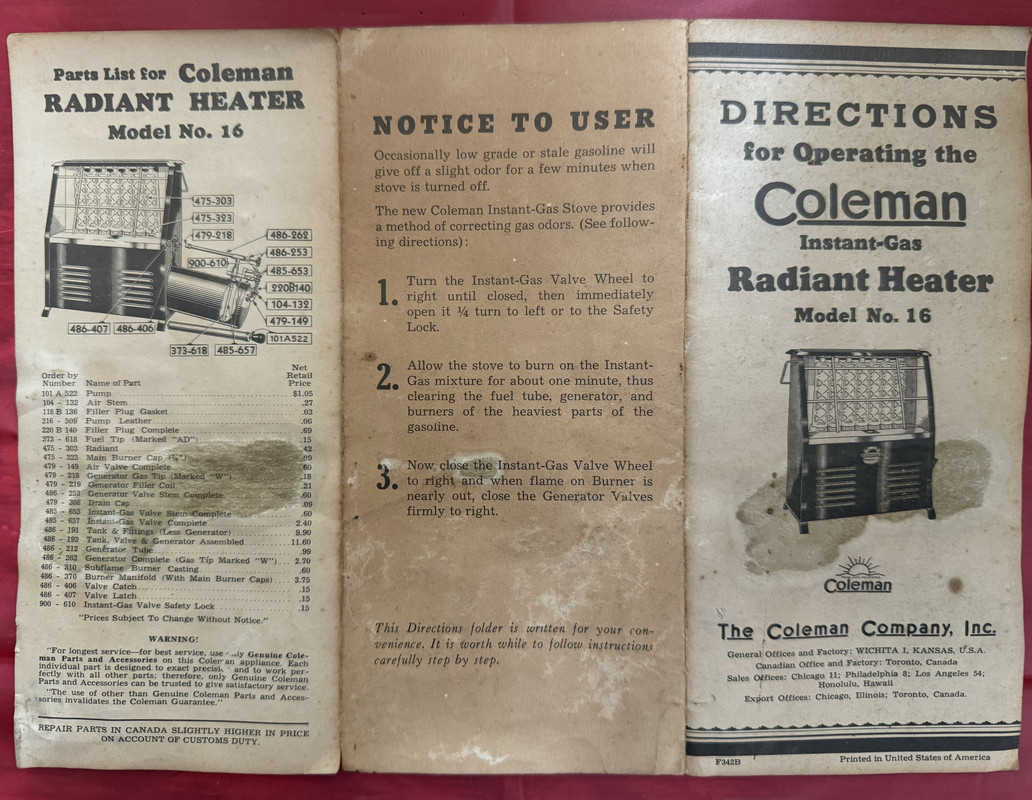 Parts List for Coleman
RADIANT HEATER
Model No. 16
475-303
475-323
479-218
486-262
486-253
900-610
485-653
220B140
104-132
479-149
101A522
486-407
486-406
373-618
485-657
Order by Number Name of Part Net Retail Price
101 A 522 Pump $1.05
104 - 132 Air Stem .27
118 B 136 Filler Plug Gasket .03
216 - 509 Pump Leather .06
220 B 140 Filler Plug Complete .69
373 - 618 Fuel Tip (Marked "AD") .15
475 - 303 Radiant .42
475 - 323 Main Burner Cap .09
479 - 149 Air Valve Complete .60
479 - 218 Generator Gas Tip (Marked "W") .18
479 - 219 Generator Filler Coil .21
486 - 253 Generator Valve Stem Complete .60
479 - 366 Drain Cap .09
485 - 653 Instant-Gas Valve Stem Complete .60
485 - 657 Instant-Gas Valve Complete 2.40
486 - 191 Tank & Fittings (Less Generator) 9.90
486 - 193 Tank, Valve & Generator Assembled 11.60
486 - 212 Generator Tube .99
486 - 262 Generator Complete (Gas Tip Marked "W") 2.70
486 - 310 Subflame Burner Casting .60
486 - 370 Burner Manifold (With Main Burner Caps) 3.75
486 - 406 Valve Catch .15
486 - 407 Valve Latch .15
900 - 610 Instant-Gas Valve Safety Lock .15
"Prices Subject To Change Without Notice."
WARNING!
"For longest service—for best service, use only Genuine Cole-
man Parts and Accessories on this Coleman appliance. Each
individual part is designed to exact precision and to work per-
fectly with all other parts; therefore, only Genuine Coleman
Parts and Accessories can be trusted to give satisfactory service.
"The use of other than Genuine Coleman Parts and Acces-
sories invalidates the Coleman Guarantee."
REPAIR PARTS IN CANADA SLIGHTLY HIGHER IN PRICE
ON ACCOUNT OF CUSTOMS DUTY.
NOTICE TO USER
Occasionally low grade or stale gasoline will
give off a slight odor for a few minutes when
stove is turned off.
The new Coleman Instant-Gas Stove provides
a method of correcting gas odors. (See follow-
ing directions):
1. Turn the Instant-Gas Valve Wheel to
right until closed, then immediately
open it ¼ turn to left or to the Safety
Lock.
2. Allow the stove to burn on the Instant-
Gas mixture for about one minute, thus
clearing the fuel tube, generator, and
burners of the heaviest parts of the
gasoline.
3. Now close the Instant-Gas Valve Wheel
to right and when flame on Burner is
nearly out, close the Generator Valves
firmly to right.
This Directions folder is written for your con-
venience. It is worth while to follow instructions
carefully step by step.
DIRECTIONS
for Operating the
Coleman
Instant-Gas
Radiant Heater
Model No. 16
Coleman
The Coleman Company, Inc.
General Offices and Factory: WICHITA 1, KANSAS, U.S.A.
Canadian Office and Factory: Toronto, Canada
Sales Offices: Chicago 11; Philadelphia 8; Los Angeles 54;
Honolulu, Hawaii
Export Offices: Chicago, Illinois; Toronto, Canada.
F342B Printed in United States of America